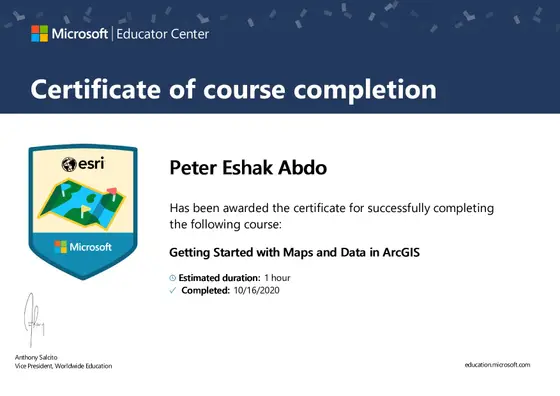 Microsoft | Educator Center
Certificate of course completion
esri
Microsoft
Peter Eshak Abdo
Has been awarded the certificate for successfully completing
the following course:
Getting Started with Maps and Data in ArcGIS
Estimated duration: 1 hour
Completed: 10/16/2020
Anthony Salcito
Vice President, Worldwide Education
education.microsoft.com